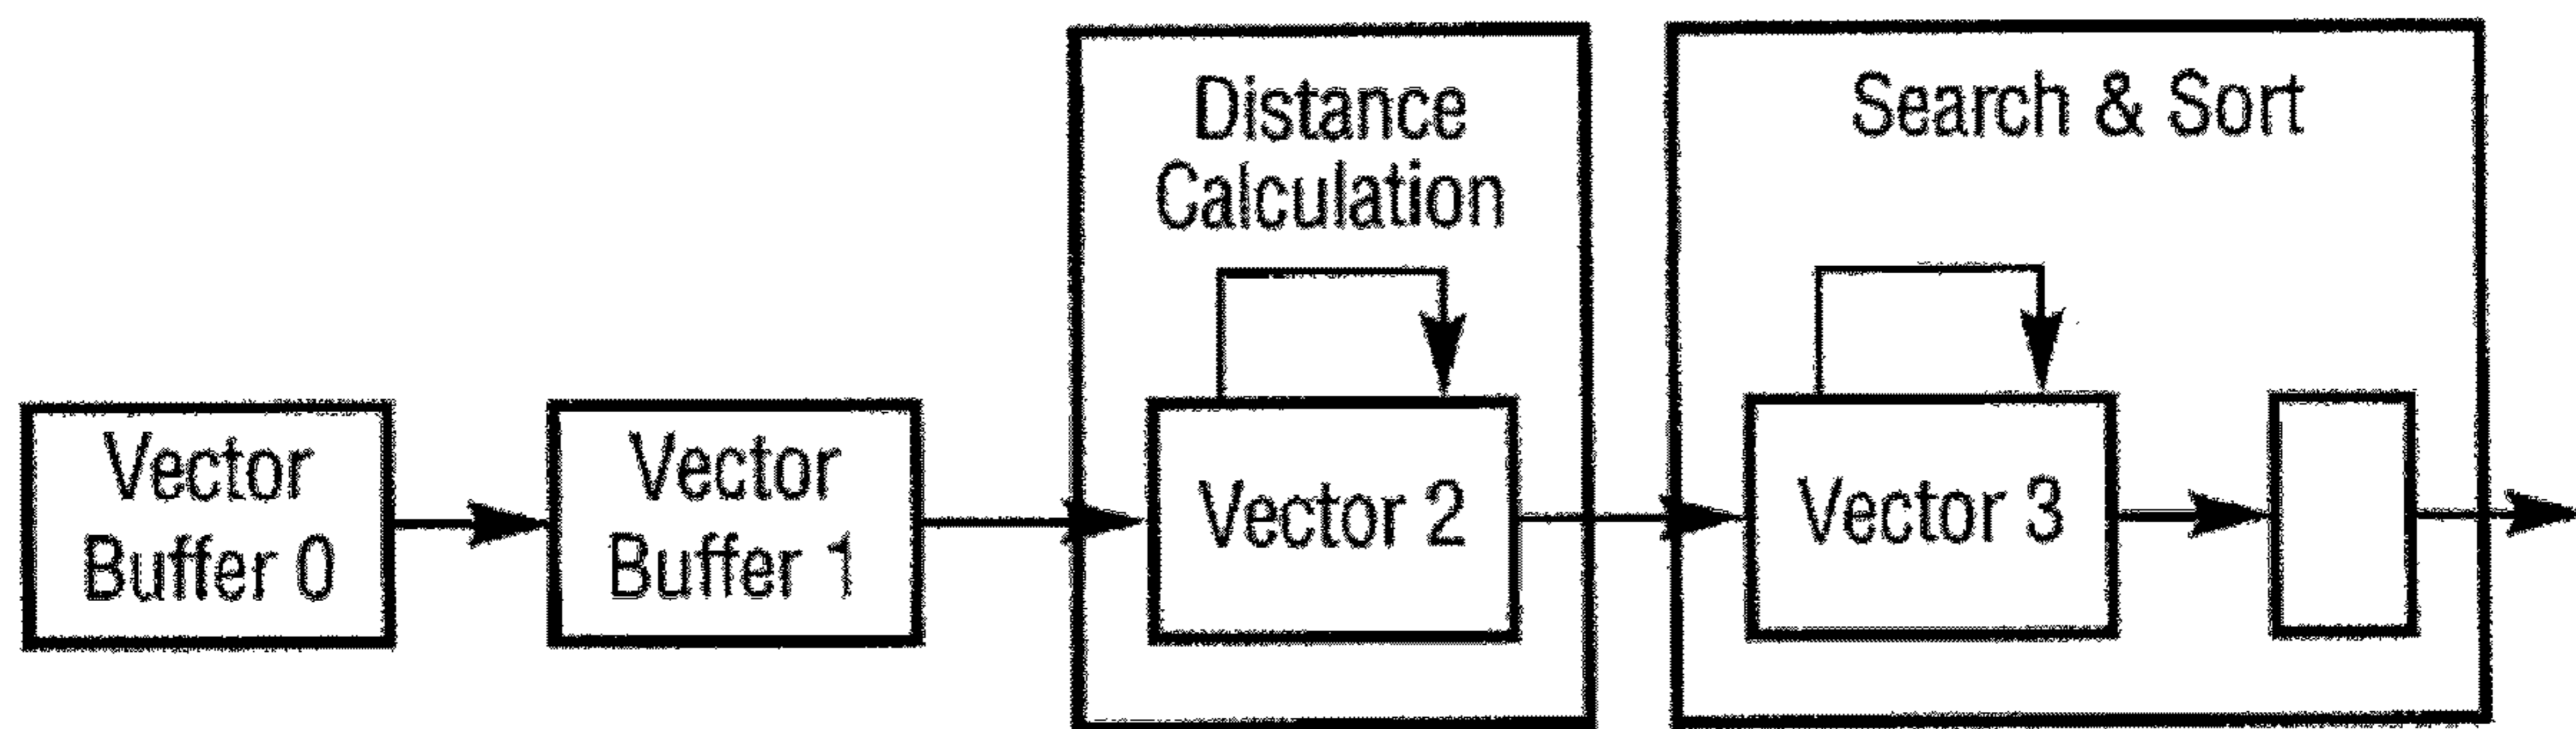 Distance
Calculation
Search & Sort
Vector
Buffer 0
Vector
Buffer 1
Vector 2
Vector 3